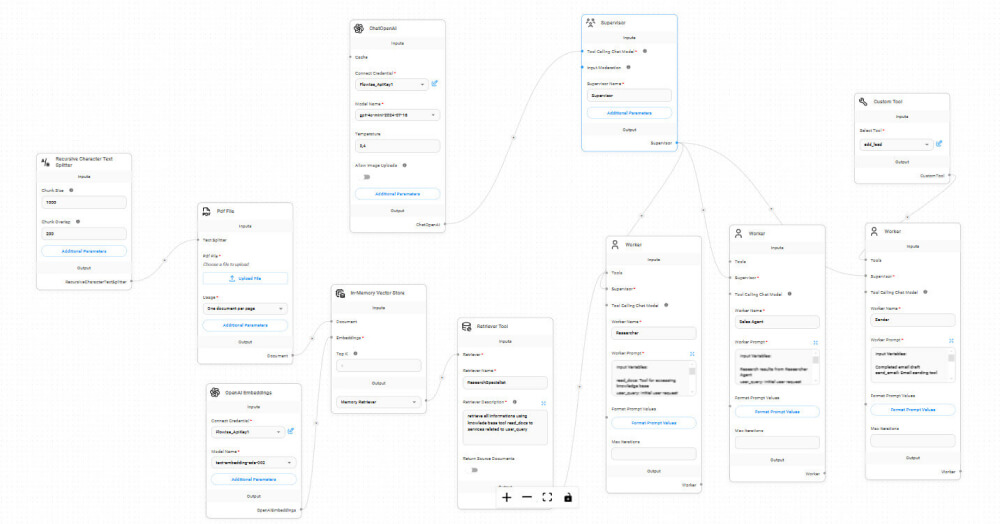 ChatOpenAI
Inputs
Cache
Connect Credential *
Flowise_ApiKey1
Model Name *
gpt-4o-mini-2024-07-18
Temperature
0,4
Allow Image Uploads
Additional Parameters
Output
ChatOpenAI
Supervisor
Inputs
Tool Calling Chat Model *
Input Moderation
Supervisor Name *
Supervisor
Additional Parameters
Output
Supervisor
Custom Tool
Inputs
Select Tool *
add_lead
Output
CustomTool
Recursive Character Text
Splitter
Inputs
Chunk Size
1000
Chunk Overlap
200
Additional Parameters
Output
RecursiveCharacterTextSplitter
Pdf File
Inputs
Text Splitter
Pdf File *
Choose a file to upload
Upload File
Usage *
One document per page
Additional Parameters
Output
Document
In-Memory Vector Store
Inputs
Document
Embeddings *
Top K
Output
Memory Retriever
OpenAI Embeddings
Inputs
Connect Credential *
Flowise_ApiKey1
Model Name *
text-embedding-ada-002
Additional Parameters
Output
OpenAIEmbeddings
Retriever Tool
Inputs
Retriever *
Retriever Name *
ResearchSpecialist
Retriever Description *
retrieve all informations using
knowlade base tool read_docs to
services related to user_query
Return Source Documents
Output
Worker
Inputs
Tools
Supervisor *
Tool Calling Chat Model
Worker Name *
Researcher
Worker Prompt *
Input Variables:
read_docs: Tool for accessing
knowledge base
user_query: Initial user request
Format Prompt Values
Format Prompt Values
Max Iterations
Output
Worker
Worker
Inputs
Tools
Supervisor *
Tool Calling Chat Model
Worker Name *
Sales Agent
Worker Prompt *
Input Variables:
Research results from Researcher
Agent
user_query: Initial user request
Format Prompt Values
Format Prompt Values
Max Iterations
Output
Worker
Worker
Inputs
Tools
Supervisor *
Tool Calling Chat Model
Worker Name *
Sender
Worker Prompt *
Input Variables:
Completed email draft
send_email: Email sending tool
Format Prompt Values
Format Prompt Values
Max Iterations
Output
Worker